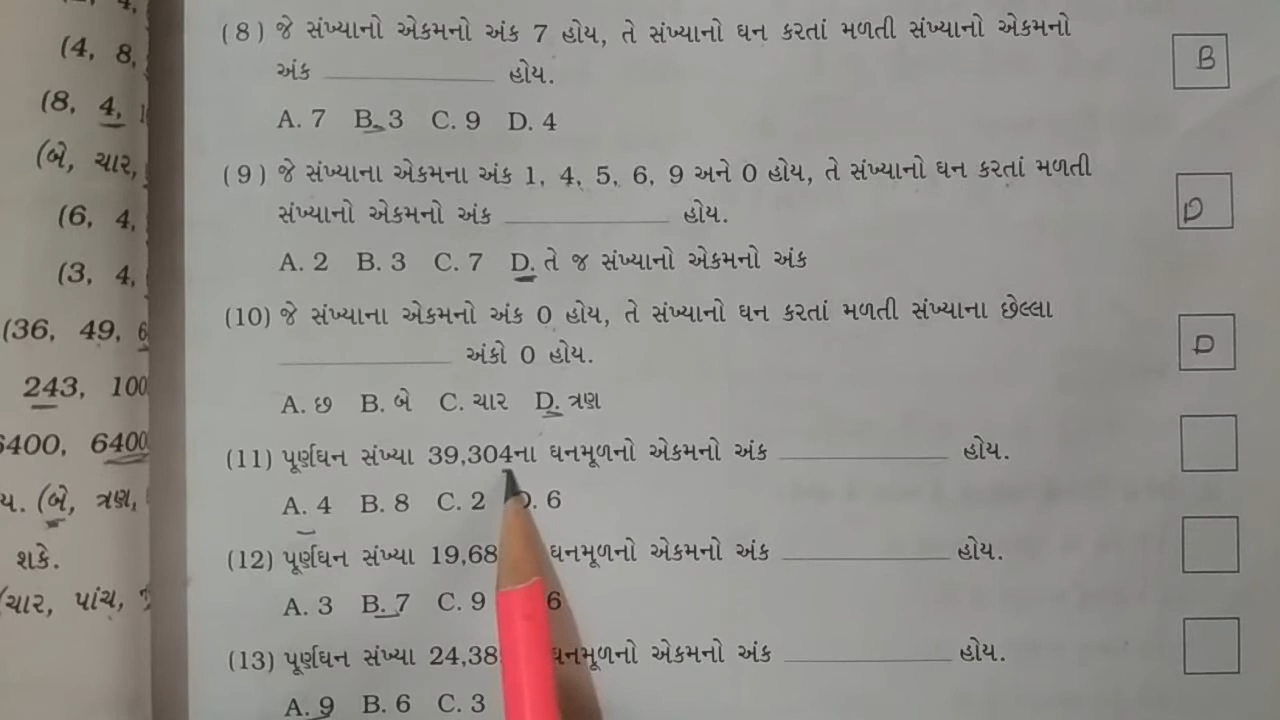 4,
(4, 8,
(8, 4,
(બે, ચાર,
(6, 4,
(3, 4,
(36, 49,
243, 100
6400
ય. (બે, ત્રણ,
શકે.
ચાર, પાંચ,
(8) જે સંખ્યાનો એકમનો અંક 7 હોય, તે સંખ્યાનો ઘન કરતાં મળતી સંખ્યાનો એકમનો
અંક ____________ હોય.
B
A. 7 B. 3 C. 9 D. 4
(9) જે સંખ્યાના એકમના અંક 1, 4, 5, 6, 9 અને 0 હોય, તે સંખ્યાનો ઘન કરતાં મળતી
સંખ્યાનો એકમનો અંક ____________ હોય.
D
A. 2 B. 3 C. 7 D. તે જ સંખ્યાનો એકમનો અંક
(10) જે સંખ્યાના એકમનો અંક 0 હોય, તે સંખ્યાનો ઘન કરતાં મળતી સંખ્યાના છેલ્લા
____________ અંકો 0 હોય.
D
A. છ B. બે C. ચાર D. ત્રણ
(11) પૂર્ણઘન સંખ્યા 39,304ના ઘનમૂળનો એકમનો અંક ____________ હોય.
A. 4 B. 8 C. 2 D. 6
(12) પૂર્ણઘન સંખ્યા 19,68 ઘનમૂળનો એકમનો અંક ____________ હોય.
A. 3 B. 7 C. 9 6
(13) પૂર્ણઘન સંખ્યા 24,38 ઘનમૂળનો એકમનો અંક ____________ હોય.
A. 9 B. 6 C. 3